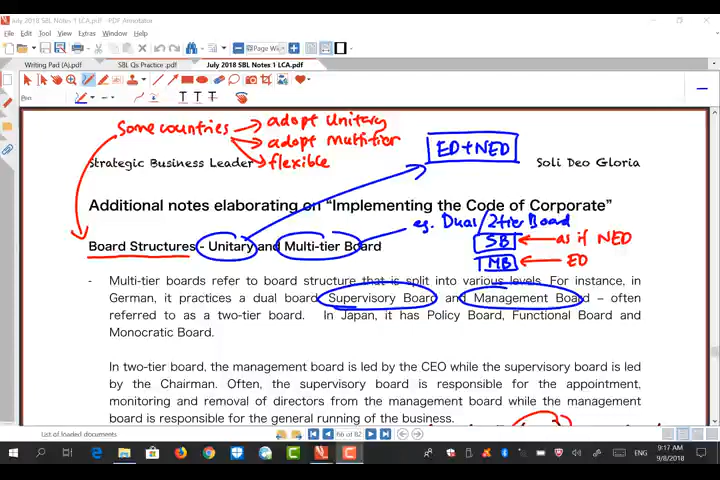 July 2018 SBL Notes 1 LCA.pdf - PDF Annotator
File Edit Tool Extras Window Help
Page Wi
Writing Pad (A).pdf SBL Qs Practice .pdf July 2018 SBL Notes 1 LCA.pdf
Pen
Some countries → adopt Unitary
→ adopt multi-tier
→ flexible
ED + NED
Strategic Business Leader Soli Deo Gloria
Additional notes elaborating on “Implementing the Code of Corporate”
eg. Dual / 2 tier Board
Board Structures - Unitary and Multi-tier Board
SB ← as if NED
MB ← ED
- Multi-tier boards refer to board structure that is split into various levels. For instance, in
German, it practices a dual board Supervisory Board and Management Board – often
referred to as a two-tier board. In Japan, it has Policy Board, Functional Board and
Monocratic Board.
In two-tier board, the management board is led by the CEO while the supervisory board is led
by the Chairman. Often, the supervisory board is responsible for the appointment,
monitoring and removal of directors from the management board while the management
board is responsible for the general running of the business.
List of loaded documents 66 of 82
ENG 9:17 AM
9/8/2018